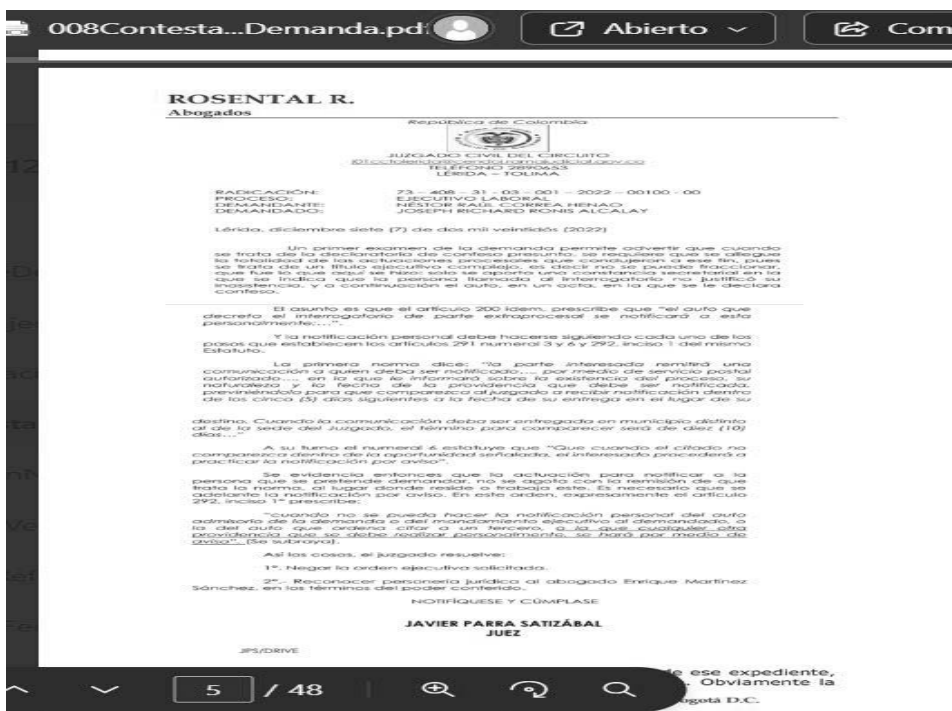 008Contesta...Demanda.pd
Abierto
Com
ROSENTAL R.
Abogados
República de Colombia
JUZGADO CIVIL DEL CIRCUITO
TELÉFONO 2890653
LÉRIDA – TOLIMA
RADICACIÓN: 73 – 408 – 31 – 03 – 001 – 2022 – 00100 - 00
PROCESO: EJECUTIVO LABORAL
DEMANDANTE: NÉSTOR RAÚL CORREA HENAO
DEMANDADO: JOSEPH RICHARD RONIS ALCALAY
Lérida, diciembre siete (7) de dos mil veintidós (2022)
Un primer examen de la demanda permite advertir que cuando
se trata de la declaratoria de confeso presunto, se requiere que se allegue
la totalidad de las actuaciones procesales que condujeron a ese fin, pues
se trata de un título ejecutivo complejo, es decir no se puede fraccionar,
que fue lo que aquí se hizo: solo se aportó una constancia secretarial en la
que se indica que la persona llamada al interrogatorio no justificó su
inasistencia, y a continuación el auto, en un acta, en la que se le declara
confeso.
El asunto es que el artículo 200 idem, prescribe que "el auto que
decreta el interrogatorio de parte extraprocesal se notificará a esta
personalmente;...".
Y la notificación personal debe hacerse siguiendo cada uno de los
pasos que establecen los artículos 291 numeral 3 y 6 y 292, inciso 1 del mismo
Estatuto.
La primera norma dice: "la parte interesada remitirá una
comunicación a quien deba ser notificado,... por medio de servicio postal
autorizado..., en la que le informará sobre la existencia del proceso, su
naturaleza y la fecha de la providencia que debe ser notificada,
previniéndolo para que comparezca al juzgado a recibir notificación dentro
de los cinco (5) días siguientes a la fecha de su entrega en el lugar de su
destino. Cuando la comunicación deba ser entregada en municipio distinto
al de la sede del Juzgado, el término para comparecer será de diez (10)
días..."
A su turno el numeral 6 estatuye que "Que cuando el citado no
comparezca dentro de la oportunidad señalada, el interesado procederá a
practicar la notificación por aviso".
Se evidencia entonces que la actuación para notificar a la
persona que se pretende demandar, no se agota con la remisión de que
trata la norma, al lugar donde reside o trabaja este. Es necesario a que se
adelante la notificación por aviso. En este orden, expresamente el artículo
292, inciso 1º prescribe:
"cuando no se pueda hacer la notificación personal del auto
admisorio de la demanda o del mandamiento ejecutivo al demandado, o
la del auto que ordena citar a un tercero, o la que cualquier otra
providencia que se debe realizar personalmente, se hará por medio de
aviso". (Se subraya).
Así las cosas, el juzgado resuelve:
1º. Negar la orden ejecutiva solicitada.
2º.- Reconocer personería jurídica al abogado Enrique Martínez
Sánchez, en los términos del poder conferido.
NOTIFÍQUESE Y CÚMPLASE
JAVIER PARRA SATIZÁBAL
JUEZ
JPS/DRIVE
de ese expediente,
. Obviamente la
ogotá D.C.
5 / 48